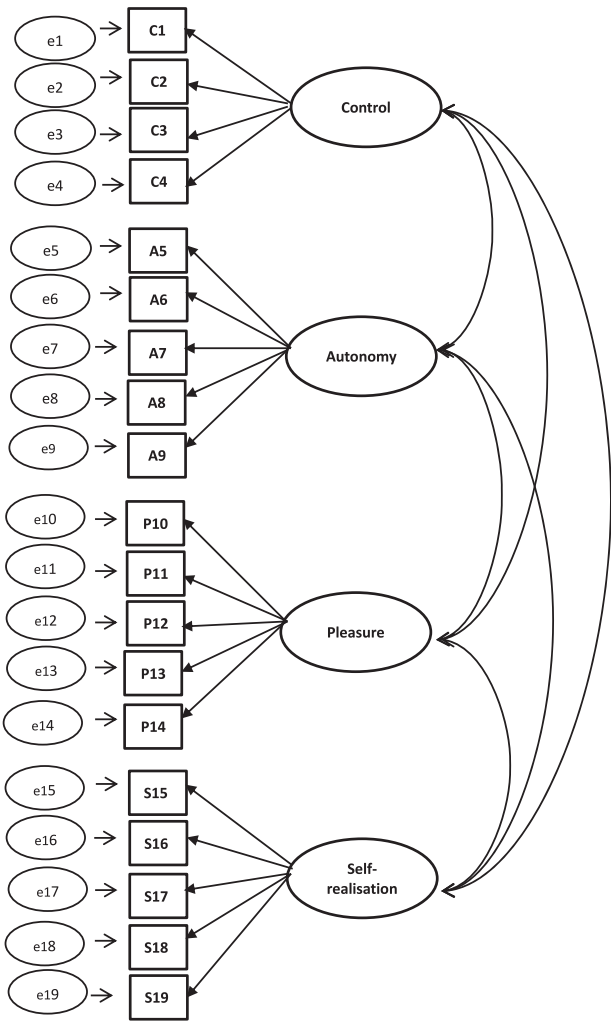 e1
C1
e2
C2
e3
C3
e4
C4
Control
e5
A5
e6
A6
e7
A7
e8
A8
e9
A9
Autonomy
e10
P10
e11
P11
e12
P12
e13
P13
e14
P14
Pleasure
e15
S15
e16
S16
e17
S17
e18
S18
e19
S19
Self-
realisation